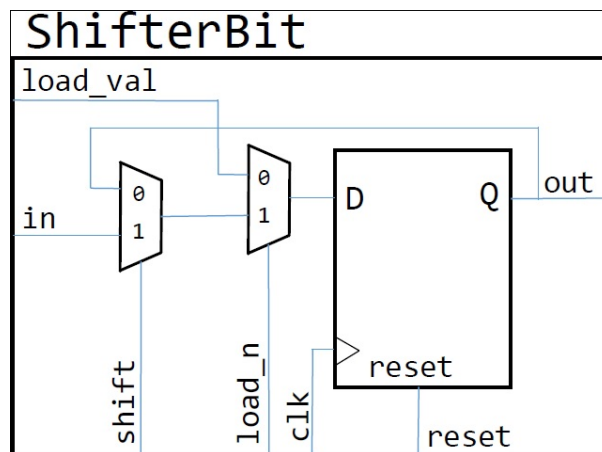 ShifterBit
load_val
0
0
D
Q
out
in
1
1
shift
load_n
clk
reset
reset